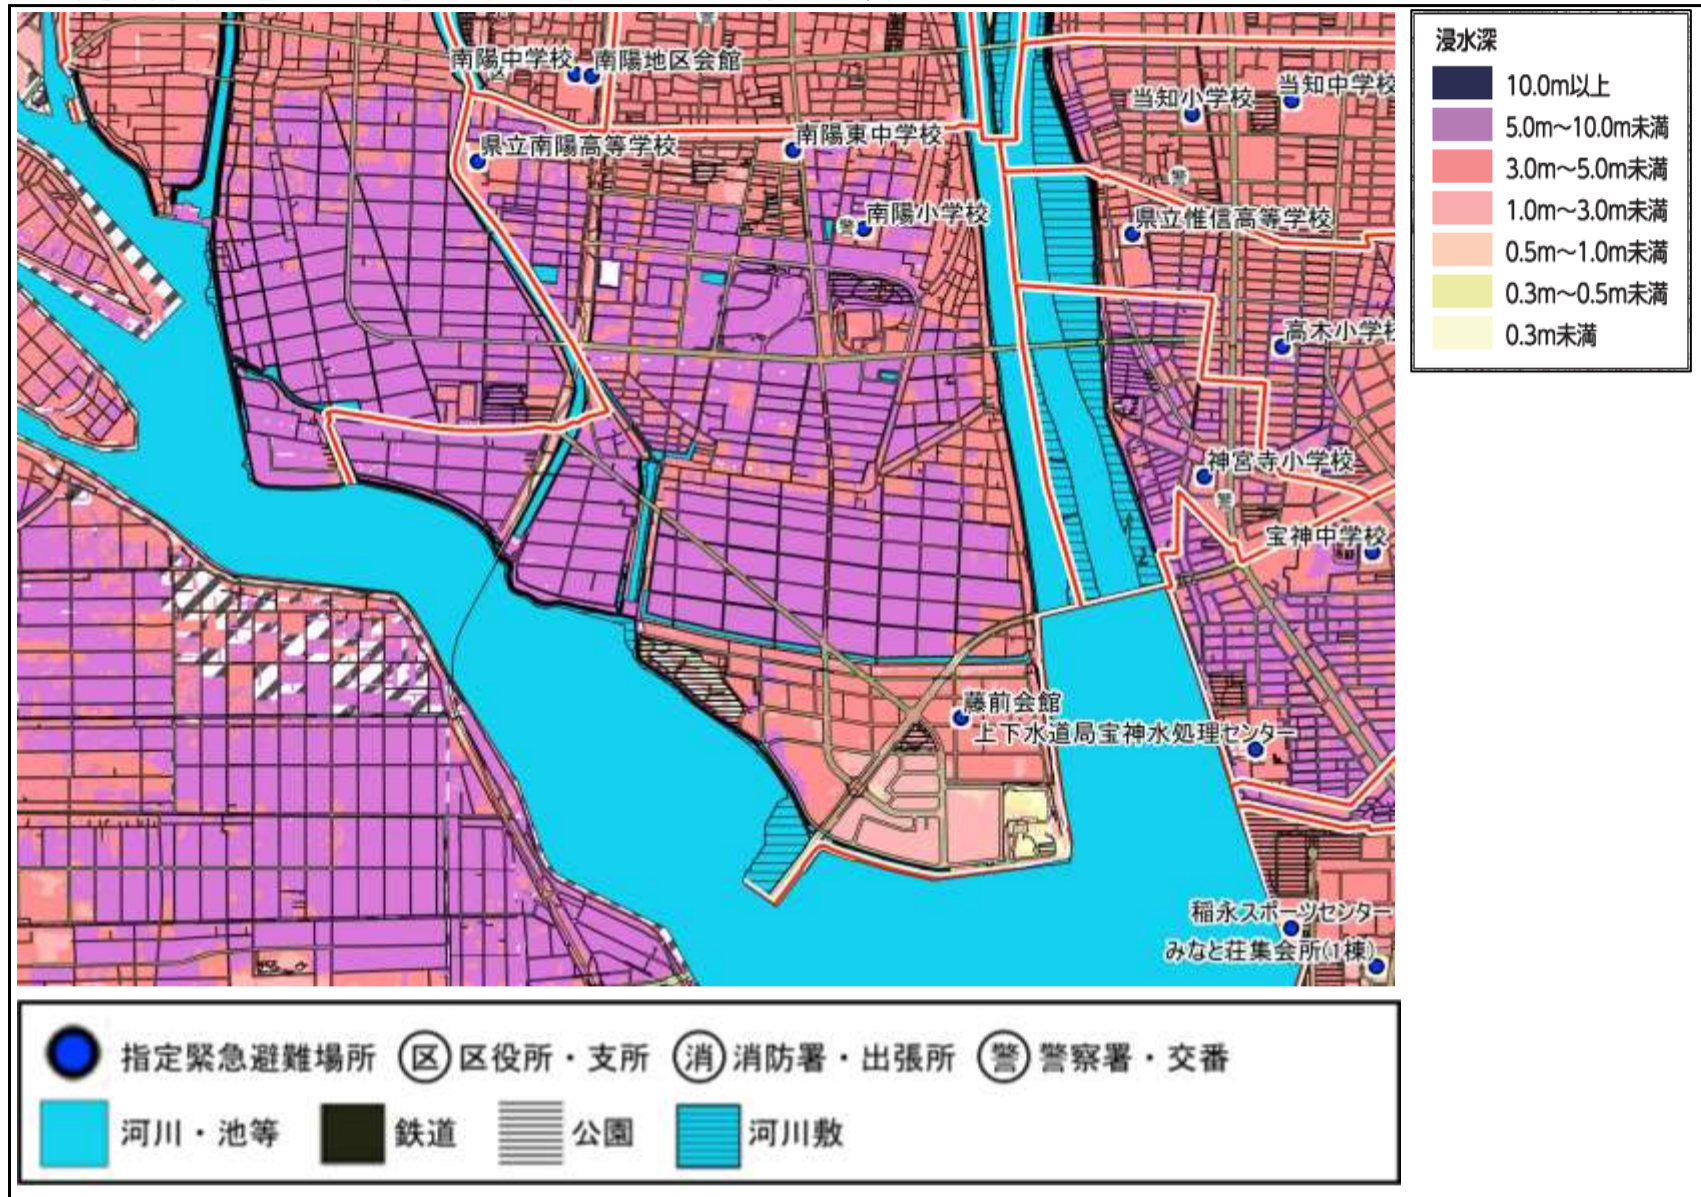 南陽中学校
南陽地区会館
区
警
当知小学校
当知中学校
県立南陽高等学校
南陽東中学校
警
警
南陽小学校
県立惟信高等学校
高木小学校
神宮寺小学校
警
宝神中学校
藤前会館
上下水道局宝神水処理センター
稲永スポーツセンター
みなと荘集会所(1棟)
浸水深
10.0m以上
5.0m～10.0m未満
3.0m～5.0m未満
1.0m～3.0m未満
0.5m～1.0m未満
0.3m～0.5m未満
0.3m未満
指定緊急避難場所 区 区役所・支所 消 消防署・出張所 警 警察署・交番
河川・池等 鉄道 公園 河川敷